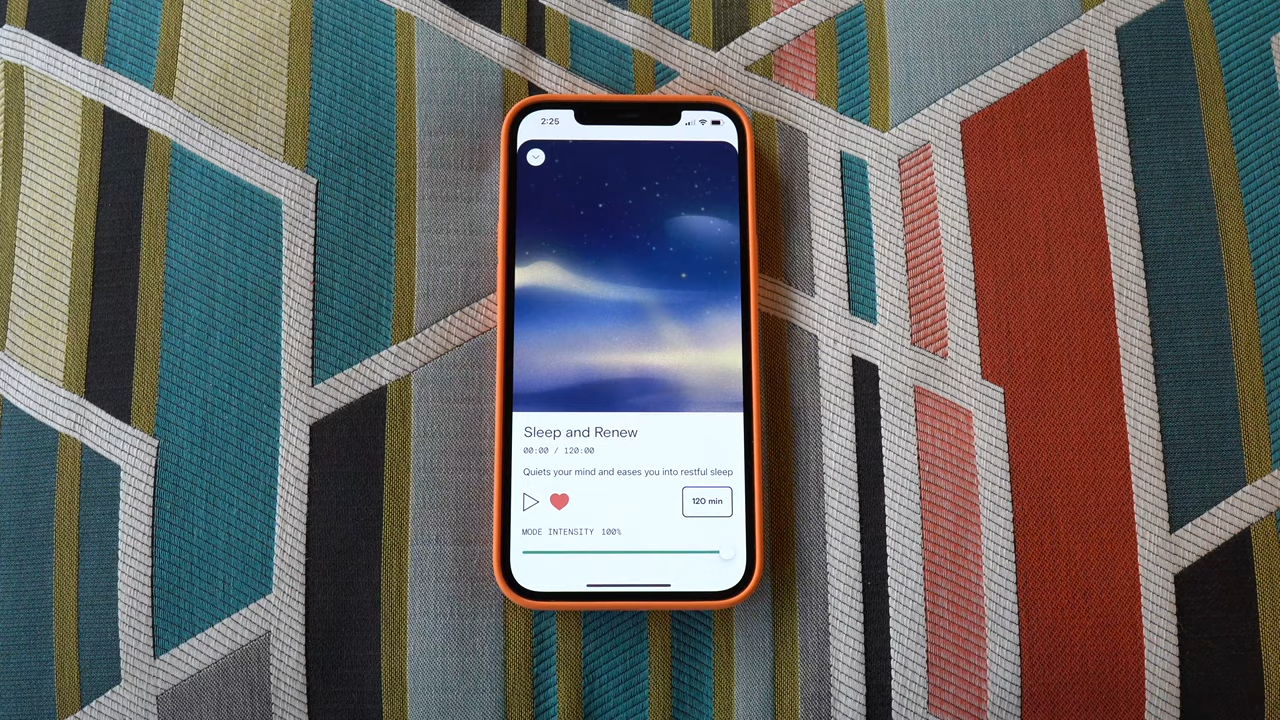 2:25
Sleep and Renew
00:00 / 120:00
Quiets your mind and eases you into restful sleep
120 min
MODE INTENSITY 100%